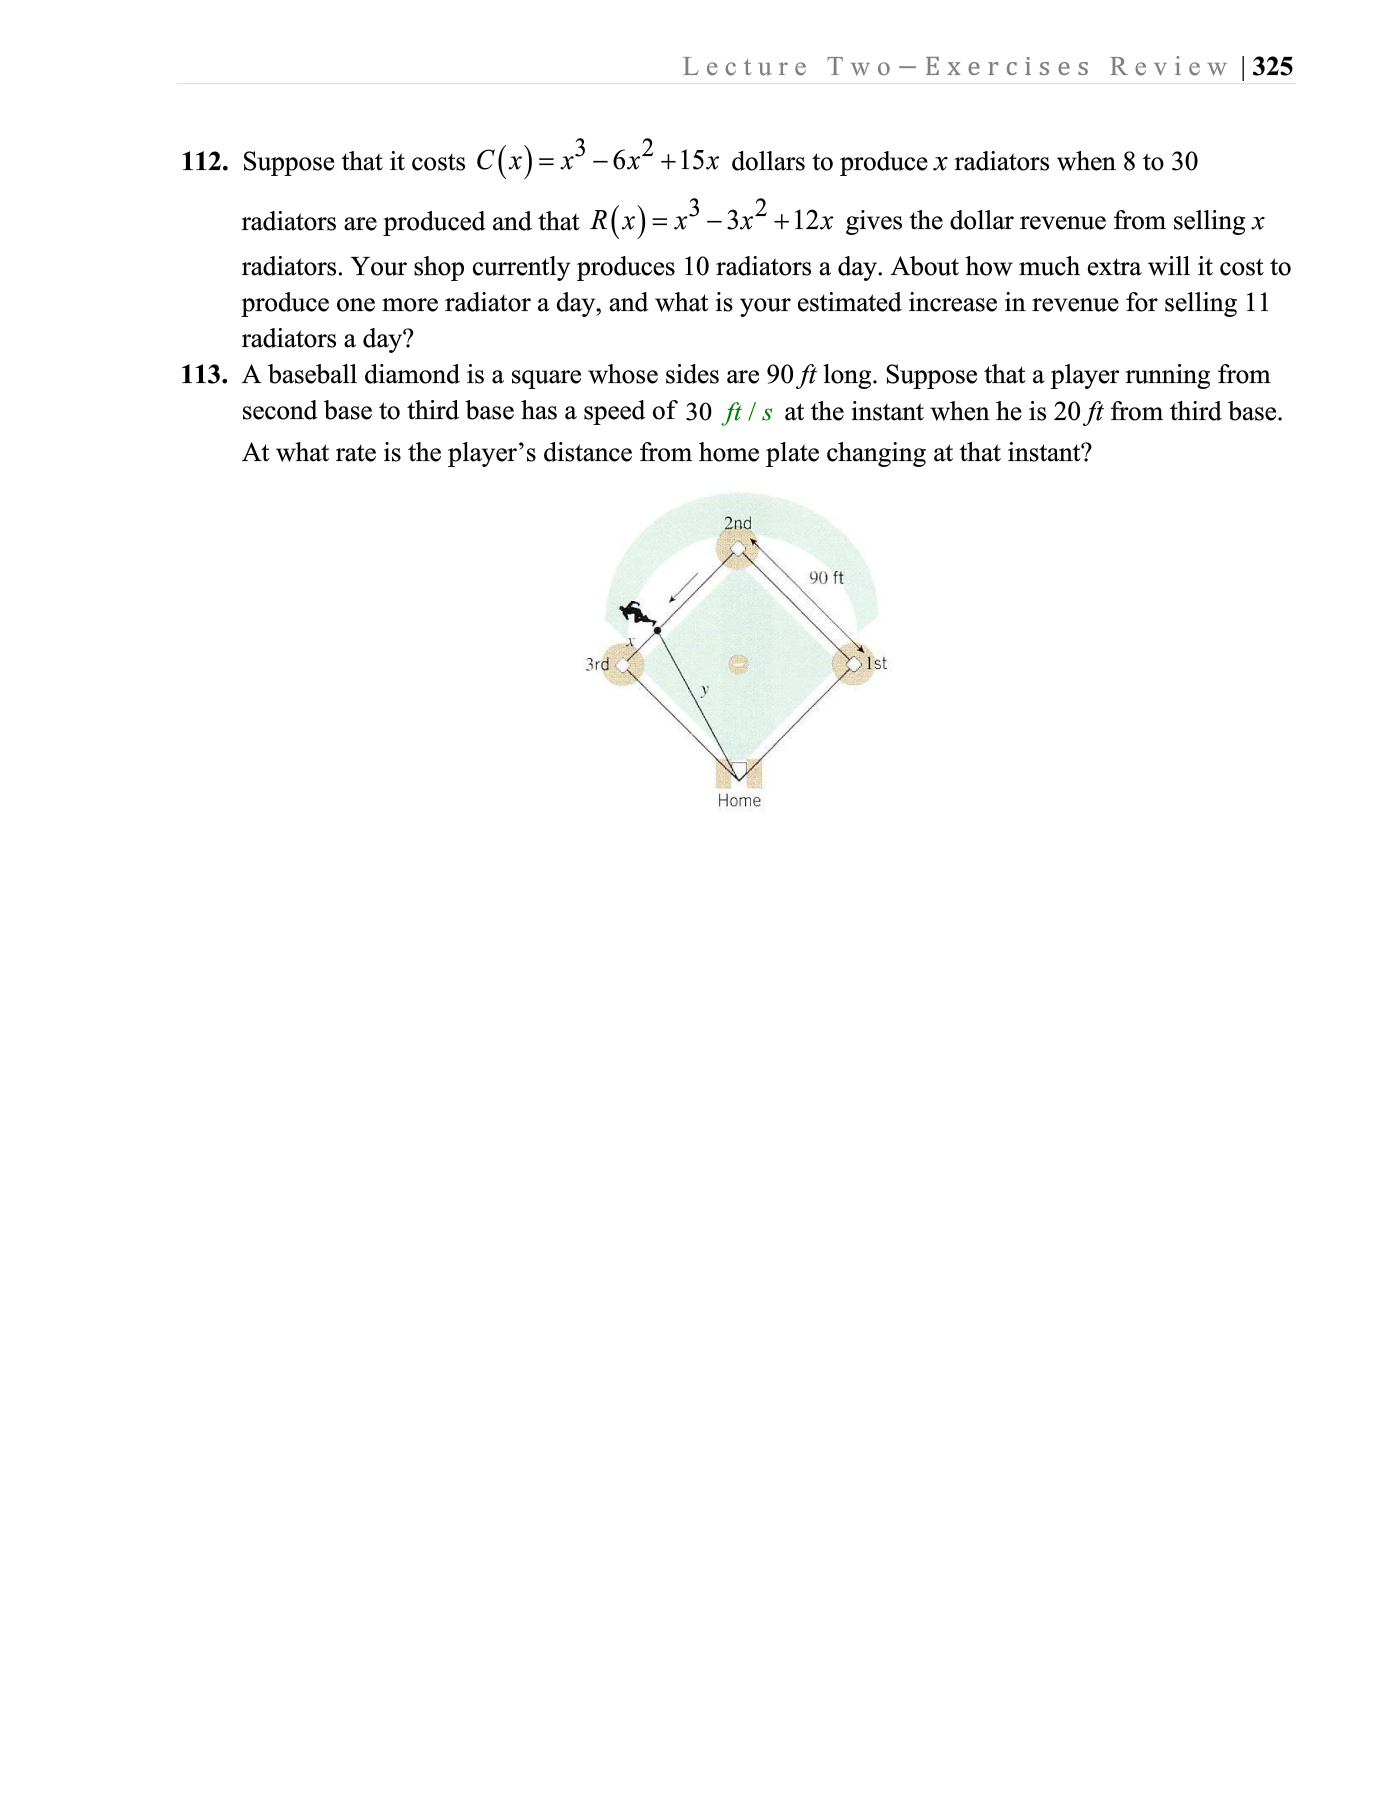 Lecture Two—Exercises Review | 325
112. Suppose that it costs C(x) = x³ − 6x² + 15x dollars to produce x radiators when 8 to 30
radiators are produced and that R(x) = x³ − 3x² + 12x gives the dollar revenue from selling x
radiators. Your shop currently produces 10 radiators a day. About how much extra will it cost to
produce one more radiator a day, and what is your estimated increase in revenue for selling 11
radiators a day?
113. A baseball diamond is a square whose sides are 90 ft long. Suppose that a player running from
second base to third base has a speed of 30 ft / s at the instant when he is 20 ft from third base.
At what rate is the player’s distance from home plate changing at that instant?
2nd
90 ft
x
3rd
1st
y
Home